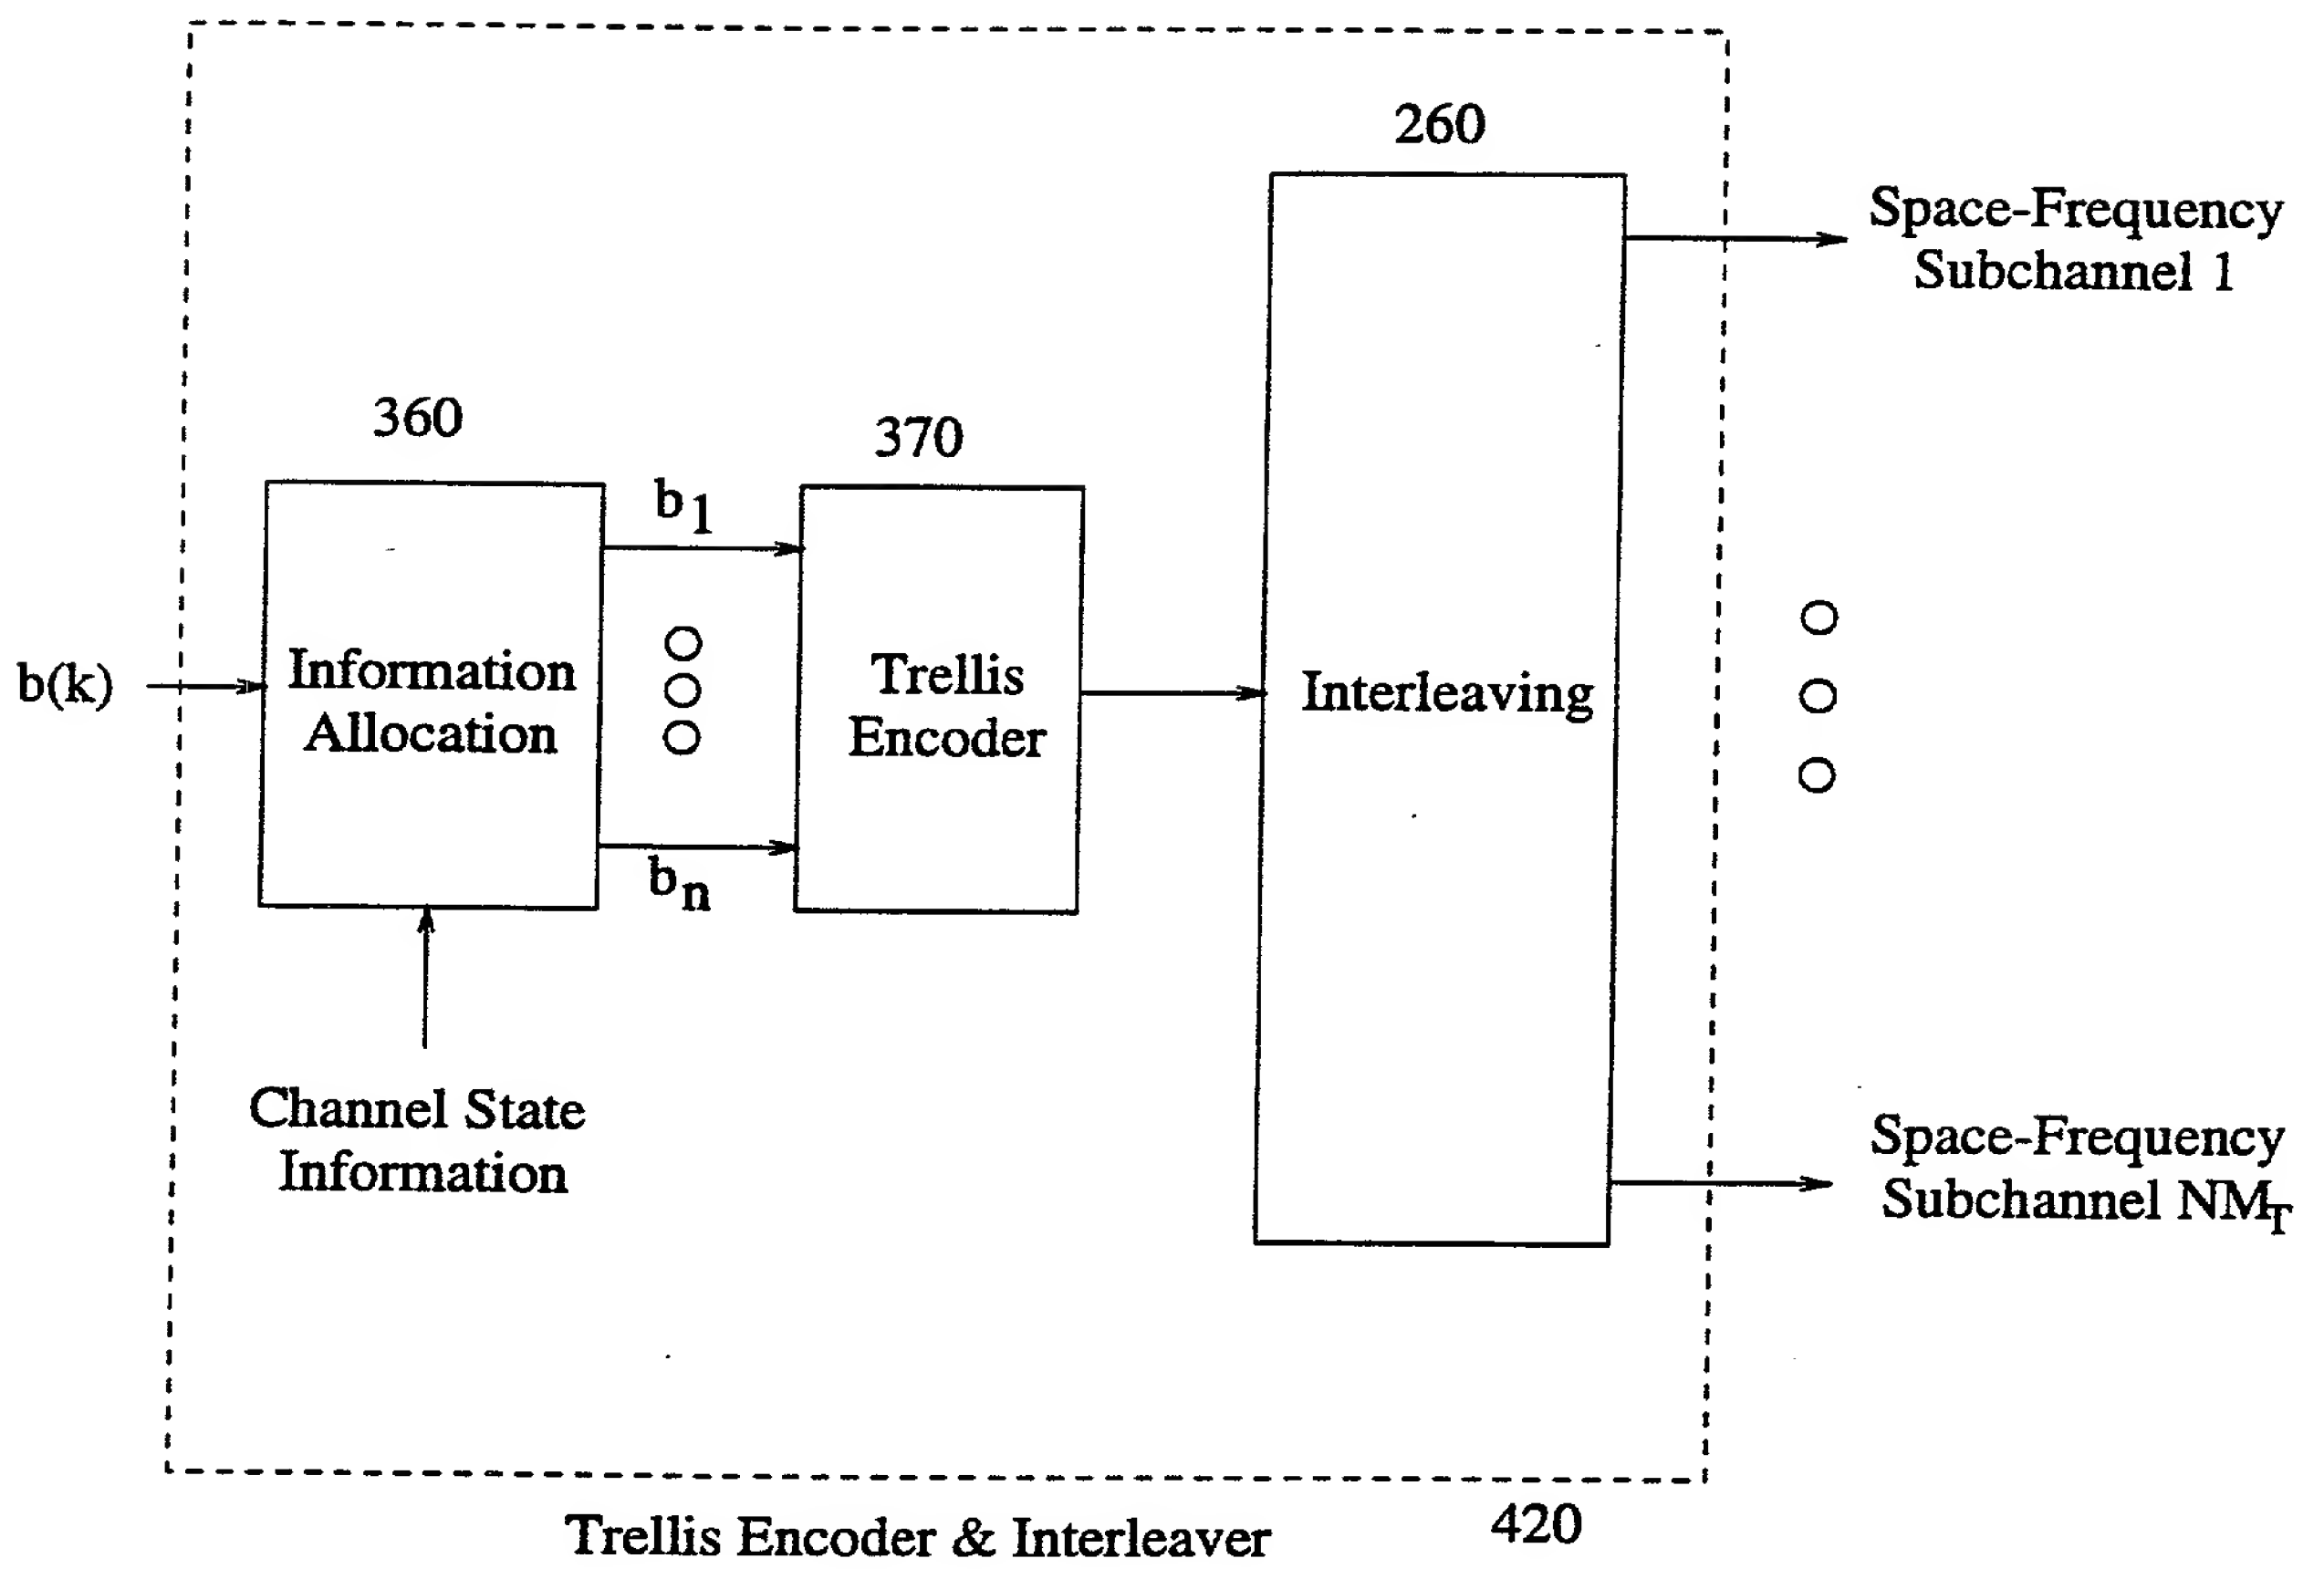 260
Space-Frequency
Subchannel 1
360
370
b1
b(k)
Information
Allocation
Trellis
Encoder
Interleaving
bn
Channel State
Information
Space-Frequency
Subchannel NMT
Trellis Encoder & Interleaver
420